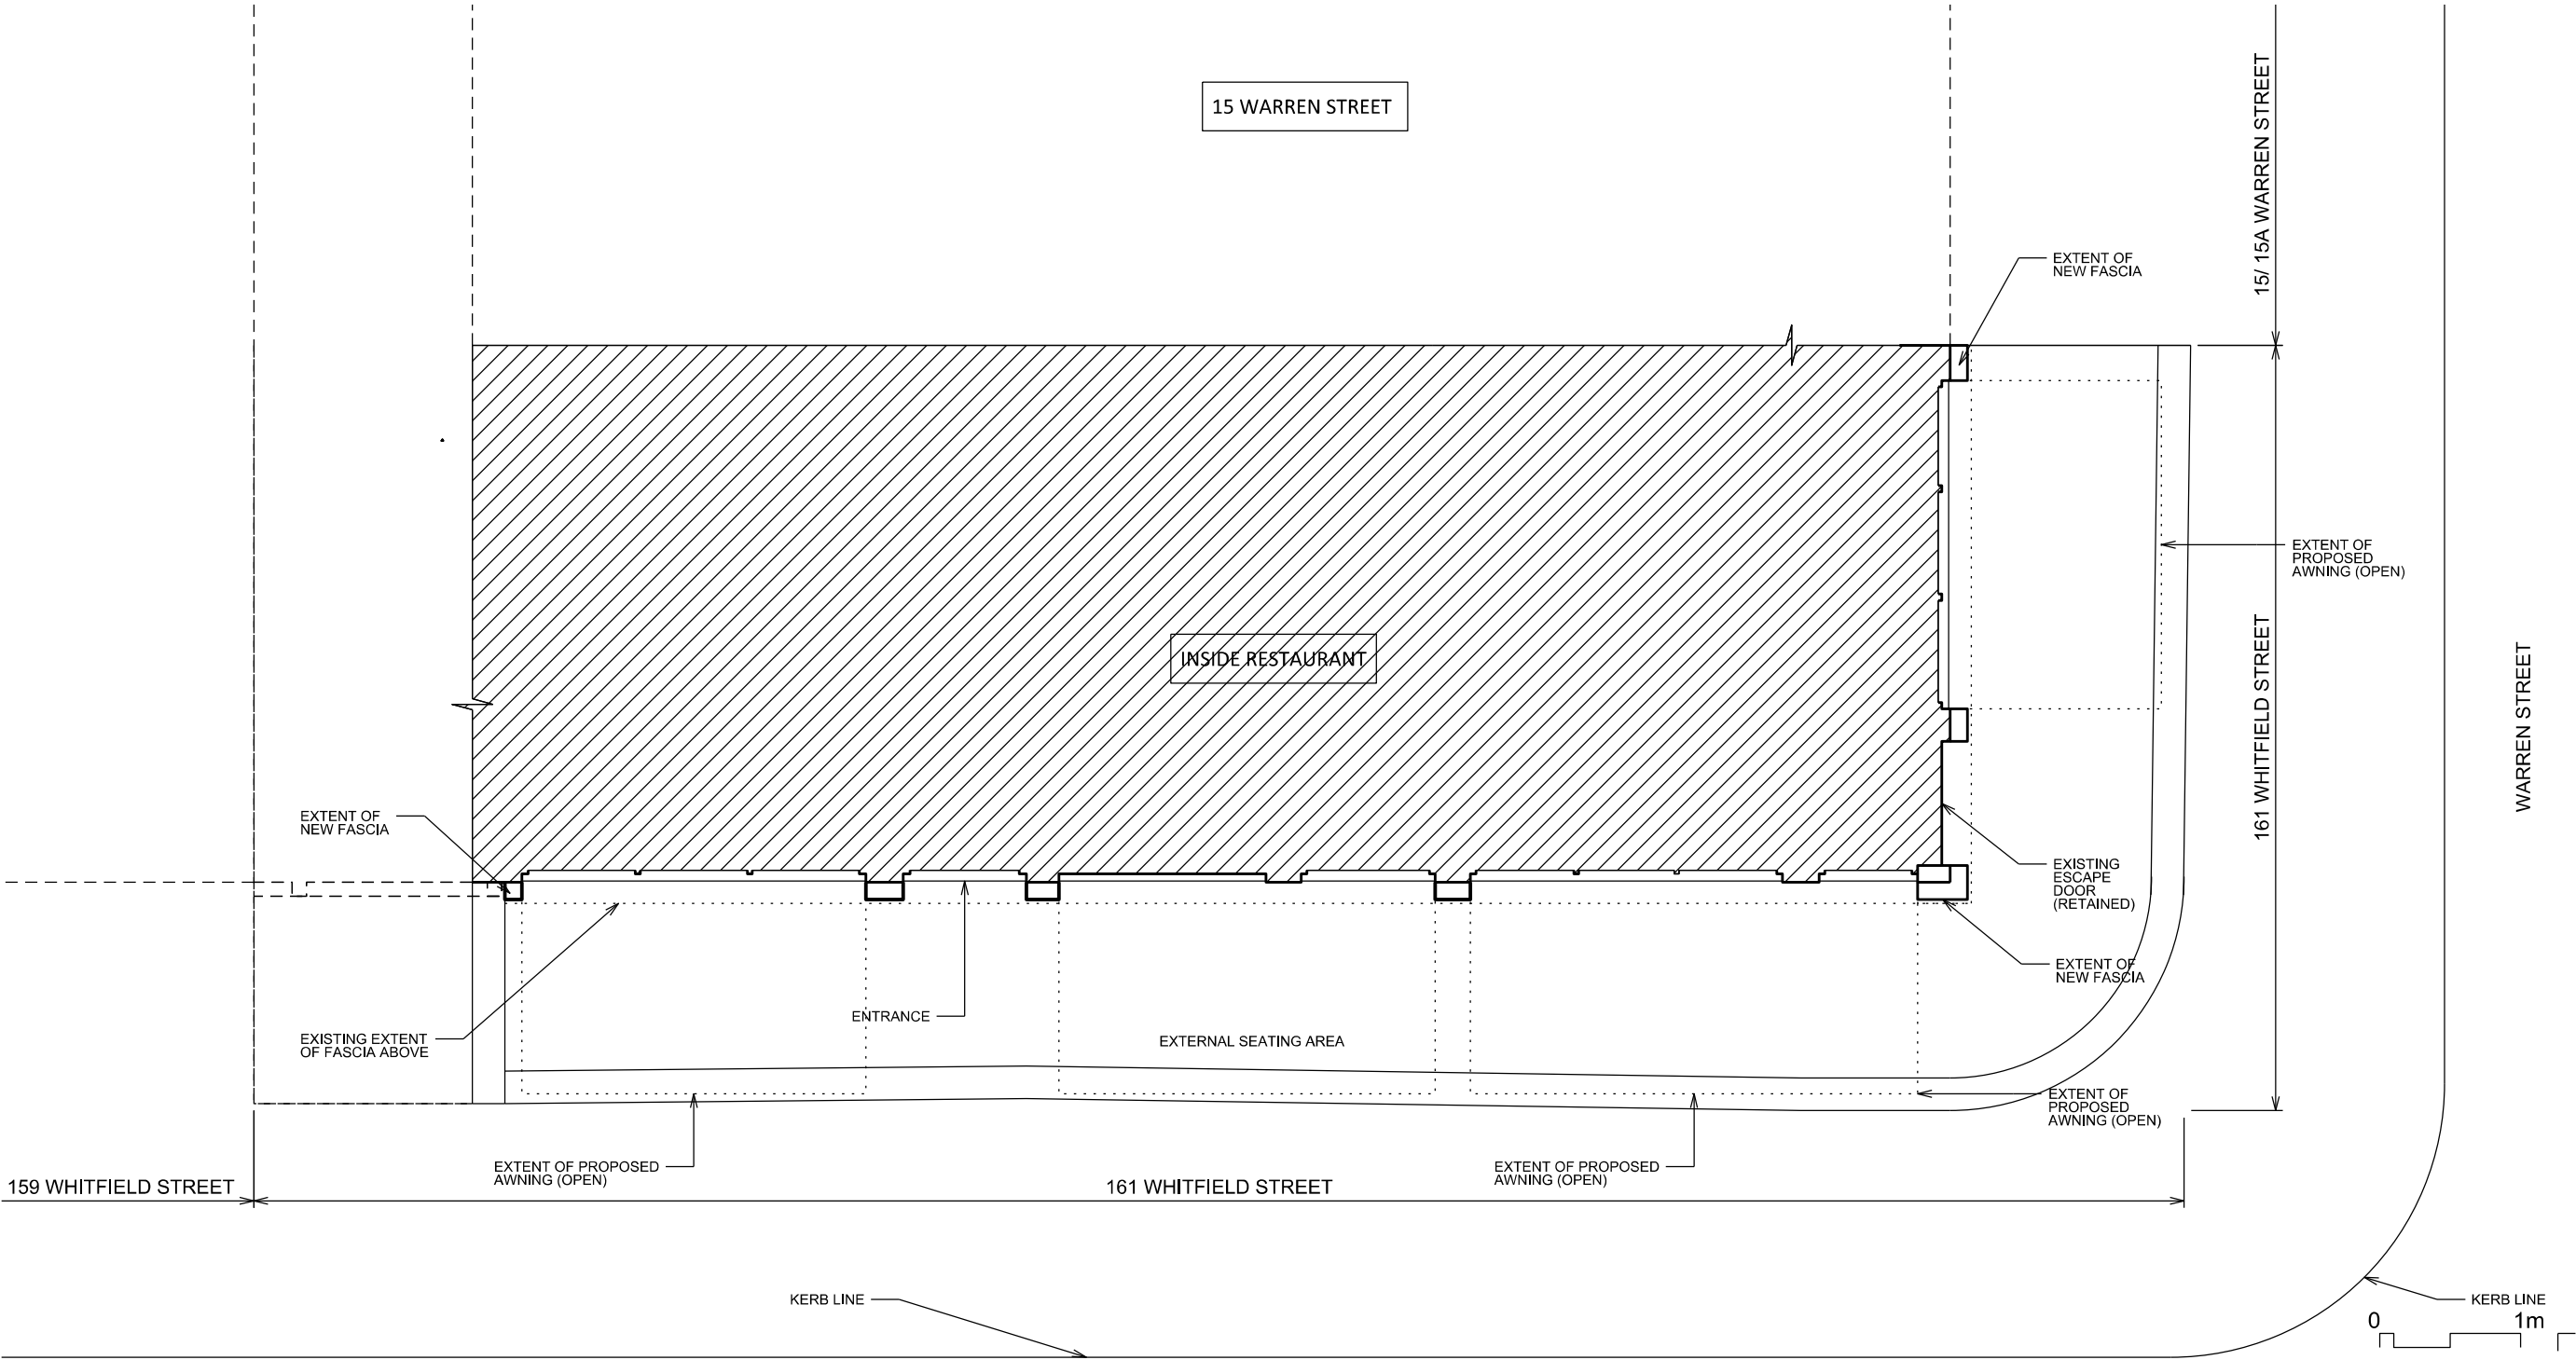 15 WARREN STREET
15/ 15A WARREN STREET
EXTENT OF
NEW FASCIA
EXTENT OF
PROPOSED
AWNING (OPEN)
INSIDE RESTAURANT
161 WHITFIELD STREET
WARREN STREET
EXTENT OF
NEW FASCIA
EXISTING
ESCAPE
DOOR
(RETAINED)
EXTENT OF
NEW FASCIA
ENTRANCE
EXISTING EXTENT
OF FASCIA ABOVE
EXTERNAL SEATING AREA
EXTENT OF
PROPOSED
AWNING (OPEN)
EXTENT OF PROPOSED
AWNING (OPEN)
EXTENT OF PROPOSED
AWNING (OPEN)
159 WHITFIELD STREET
161 WHITFIELD STREET
KERB LINE
KERB LINE
0
1m